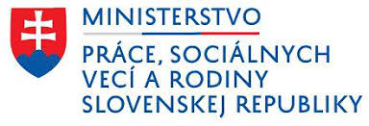 MINISTERSTVO
PRÁCE, SOCIÁLNYCH
VECÍ A RODINY
SLOVENSKEJ REPUBLIKY